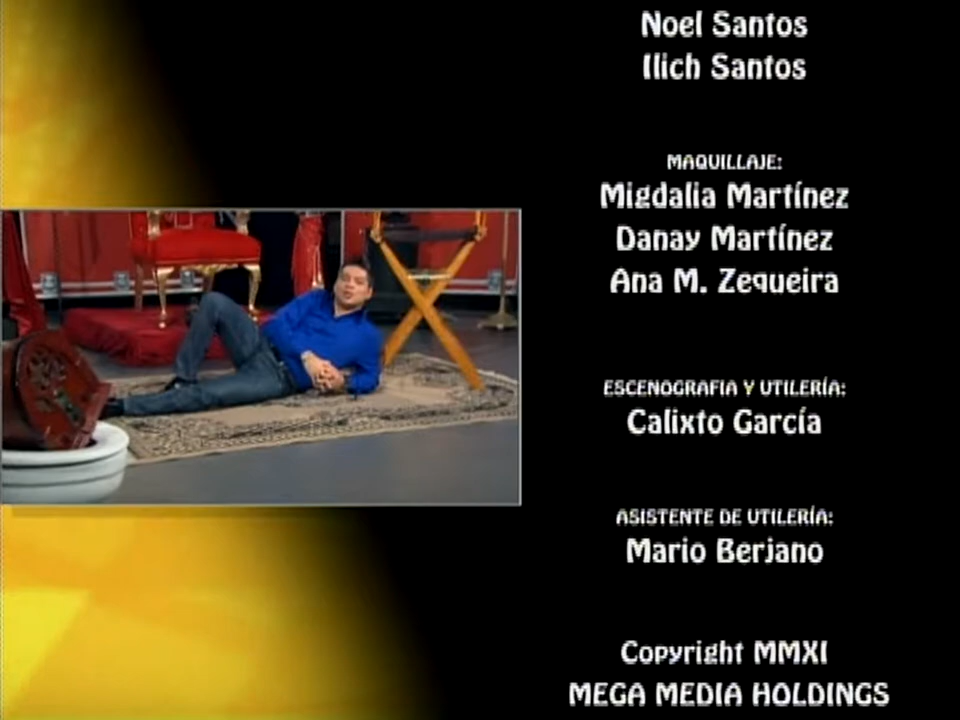 Noel Santos
Ilich Santos
MAQUILLAJE:
Migdalia Martínez
Danay Martínez
Ana M. Zequeira
ESCENOGRAFIA Y UTILERÍA:
Calixto García
ASISTENTE DE UTILERÍA:
Mario Berjano
Copyright MMXI
MEGA MEDIA HOLDINGS